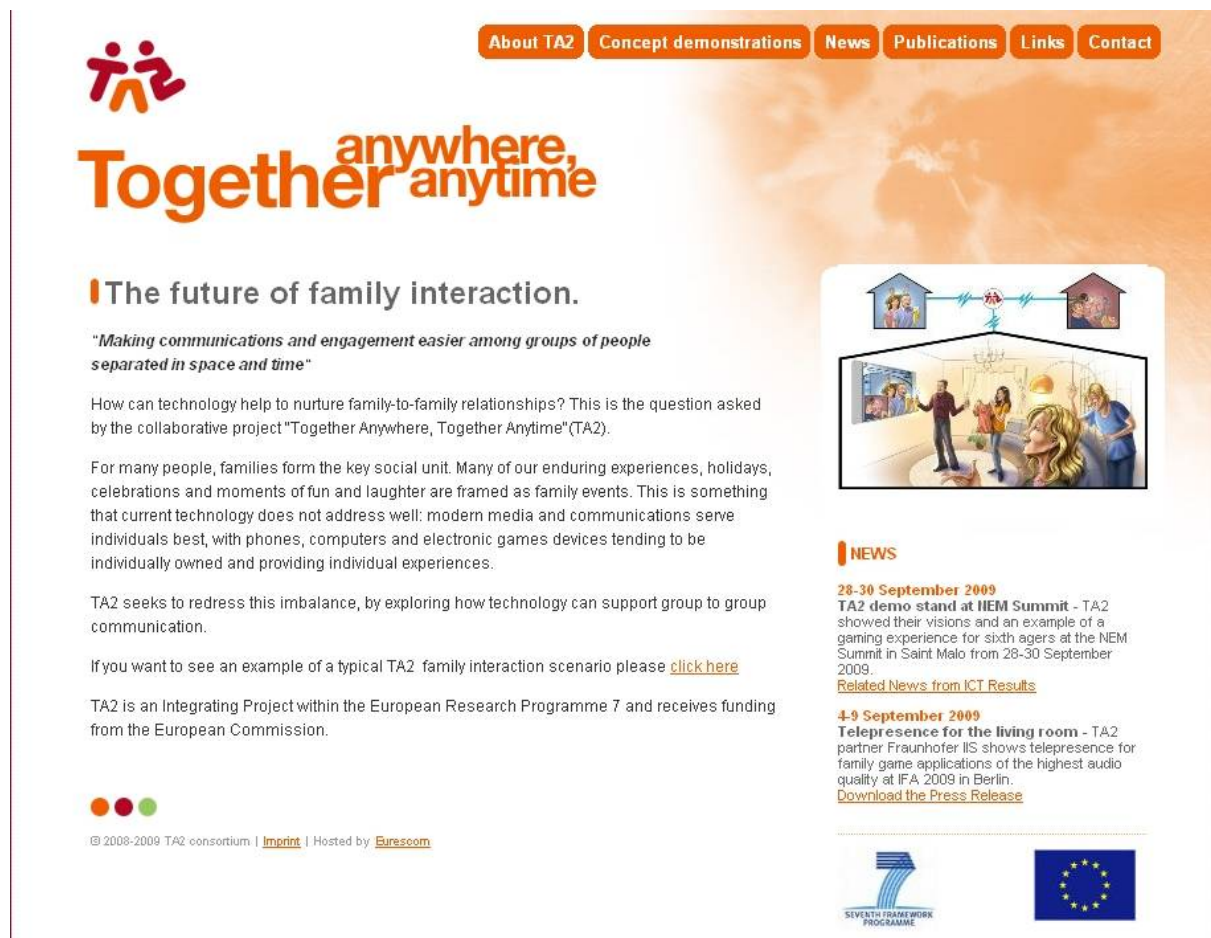 About TA2
Concept demonstrations
News
Publications
Links
Contact
TA2
Together anywhere,
anytime
The future of family interaction.
"Making communications and engagement easier among groups of people
separated in space and time"
How can technology help to nurture family-to-family relationships? This is the question asked
by the collaborative project "Together Anywhere, Together Anytime"(TA2).
For many people, families form the key social unit. Many of our enduring experiences, holidays,
celebrations and moments of fun and laughter are framed as family events. This is something
that current technology does not address well: modern media and communications serve
individuals best, with phones, computers and electronic games devices tending to be
individually owned and providing individual experiences.
TA2 seeks to redress this imbalance, by exploring how technology can support group to group
communication.
If you want to see an example of a typical TA2 family interaction scenario please click here
TA2 is an Integrating Project within the European Research Programme 7 and receives funding
from the European Commission.
© 2008-2009 TA2 consortium | Imprint | Hosted by Eurescom
NEWS
28-30 September 2009
TA2 demo stand at NEM Summit - TA2
showed their visions and an example of a
gaming experience for sixth agers at the NEM
Summit in Saint Malo from 28-30 September
2009.
Related News from ICT Results
4-9 September 2009
Telepresence for the living room - TA2
partner Fraunhofer IIS shows telepresence for
family game applications of the highest audio
quality at IFA 2009 in Berlin.
Download the Press Release
7
SEVENTH FRAMEWORK
PROGRAMME